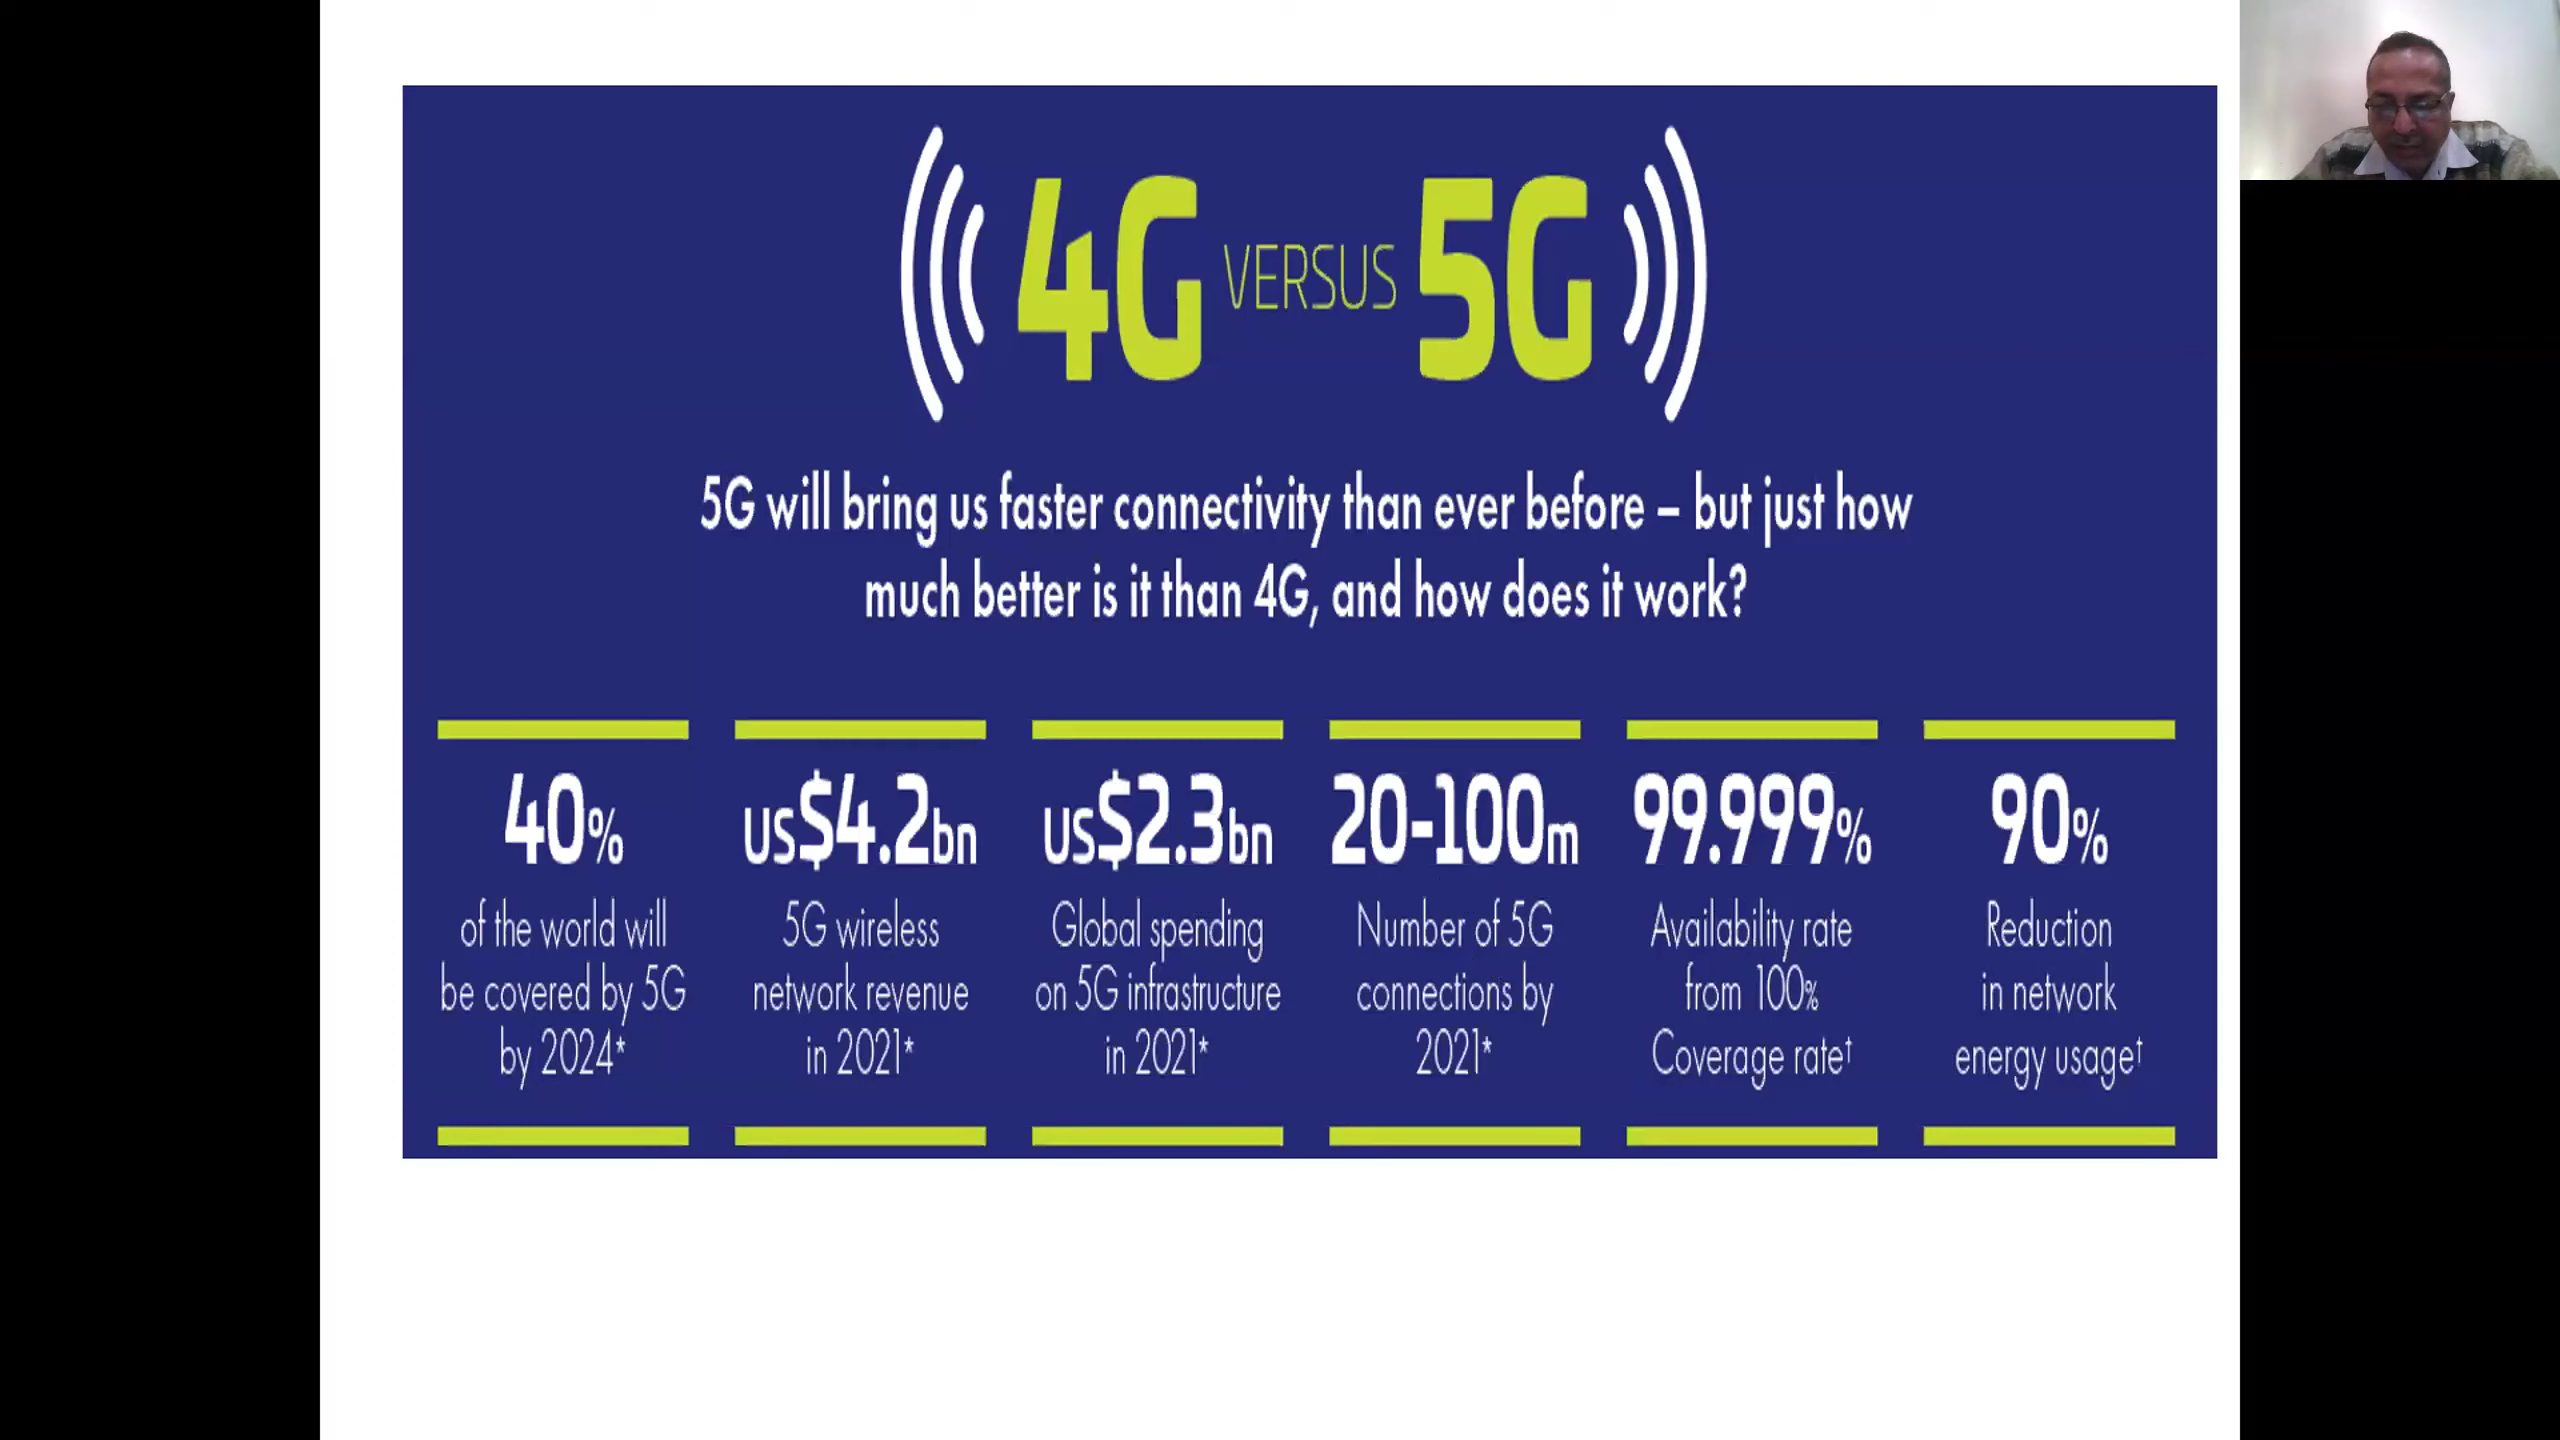 4G VERSUS 5G
5G will bring us faster connectivity than ever before – but just how
much better is it than 4G, and how does it work?
40%
of the world will
be covered by 5G
by 2024*
US$4.2bn
5G wireless
network revenue
in 2021*
US$2.3bn
Global spending
on 5G infrastructure
in 2021*
20-100m
Number of 5G
connections by
2021*
99.999%
Availability rate
from 100%
Coverage rate†
90%
Reduction
in network
energy usage†